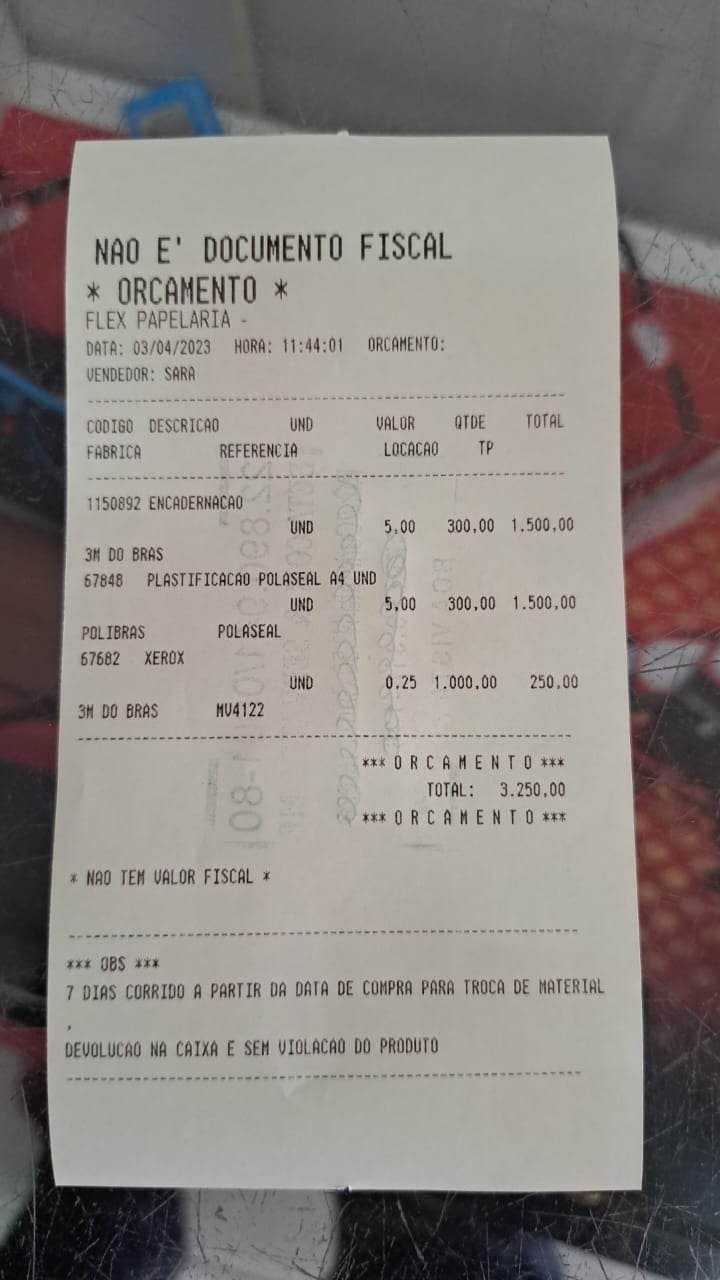 NAO E' DOCUMENTO FISCAL
* ORCAMENTO *
FLEX PAPELARIA -
DATA: 03/04/2023 HORA: 11:44:01 ORCAMENTO:
VENDEDOR: SARA
CODIGO DESCRICAO UND VALOR QTDE TOTAL
FABRICA REFERENCIA LOCACAO TP
1150892 ENCADERNACAO
UND 5,00 300,00 1.500,00
3M DO BRAS
67848 PLASTIFICACAO POLASEAL A4 UND
UND 5,00 300,00 1.500,00
POLIBRAS POLASEAL
67682 XEROX
UND 0.25 1.000.00 250,00
3M DO BRAS MV4122
*** O R C A M E N T O ***
TOTAL: 3.250,00
*** O R C A M E N T O ***
* NAO TEM VALOR FISCAL *
*** OBS ***
7 DIAS CORRIDO A PARTIR DA DATA DE COMPRA PARA TROCA DE MATERIAL
,
DEVOLUCAO NA CAIXA E SEM VIOLACAO DO PRODUTO